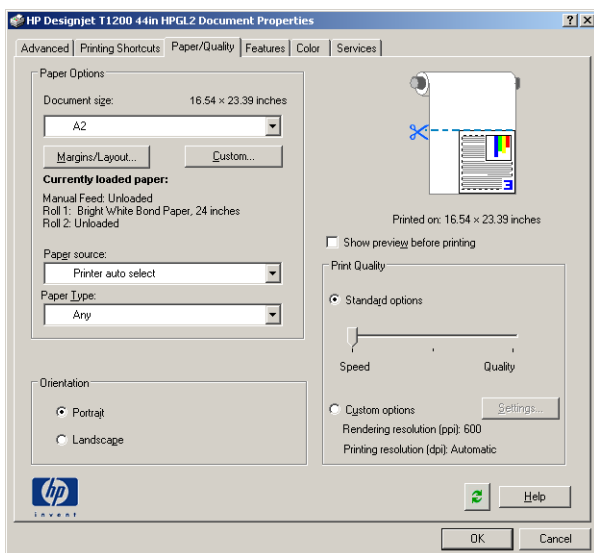 HP Designjet T1200 44in HPGL2 Document Properties
Advanced Printing Shortcuts Paper/Quality Features Color Services
Paper Options
Document size: 16.54 × 23.39 inches
A2
Margins/Layout... Custom...
Currently loaded paper:
Manual Feed: Unloaded
Roll 1: Bright White Bond Paper, 24 inches
Roll 2: Unloaded
Paper source:
Printer auto select
Paper Type:
Any
Orientation
Portrait
Landscape
3
Printed on: 16.54 × 23.39 inches
Show preview before printing
Print Quality
Standard options
Speed Quality
Custom options Settings...
Rendering resolution (ppi): 600
Printing resolution (dpi): Automatic
hp
invent
Help
OK Cancel